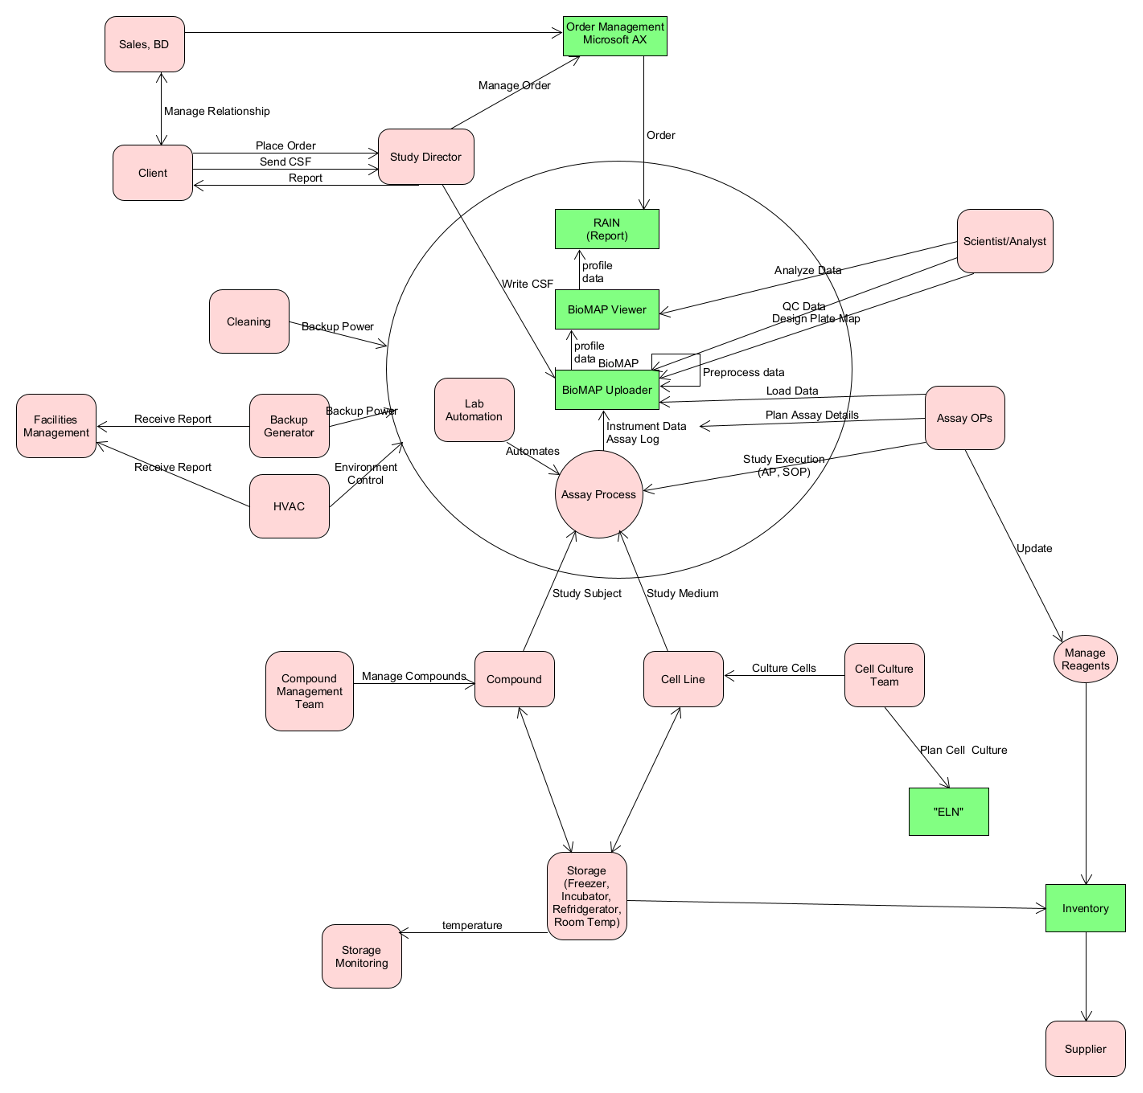 Order Management
Microsoft AX
Sales, BD
Manage Order
Manage Relationship
Order
Place Order
Send CSF
Report
Study Director
Client
RAIN
(Report)
Scientist/Analyst
profile
data
Analyze Data
Write CSF
BioMAP Viewer
QC Data
Design Plate Map
Cleaning
Backup Power
profile
data
BioMAP
Preprocess data
BioMAP Uploader
Load Data
Lab
Automation
Facilities
Management
Receive Report
Backup
Generator
Backup Power
Instrument Data
Assay Log
Plan Assay Details
Assay OPs
Automates
Study Execution
(AP, SOP)
Receive Report
Environment
Control
HVAC
Assay Process
Update
Study Subject
Study Medium
Manage
Reagents
Compound
Management
Team
Manage Compounds
Compound
Cell Line
Culture Cells
Cell Culture
Team
Plan Cell  Culture
"ELN"
Storage
(Freezer,
Incubator,
Refridgerator,
Room Temp)
Inventory
temperature
Storage
Monitoring
Supplier